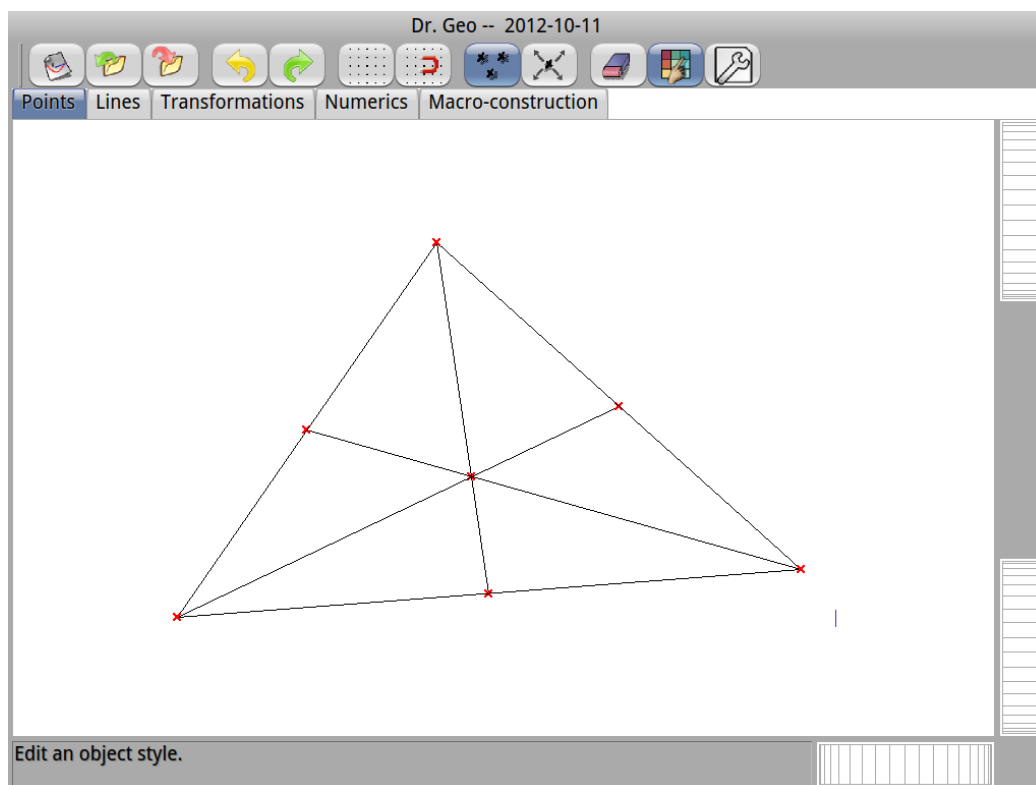 Dr. Geo -- 2012-10-11
Points Lines Transformations Numerics Macro-construction
Edit an object style.